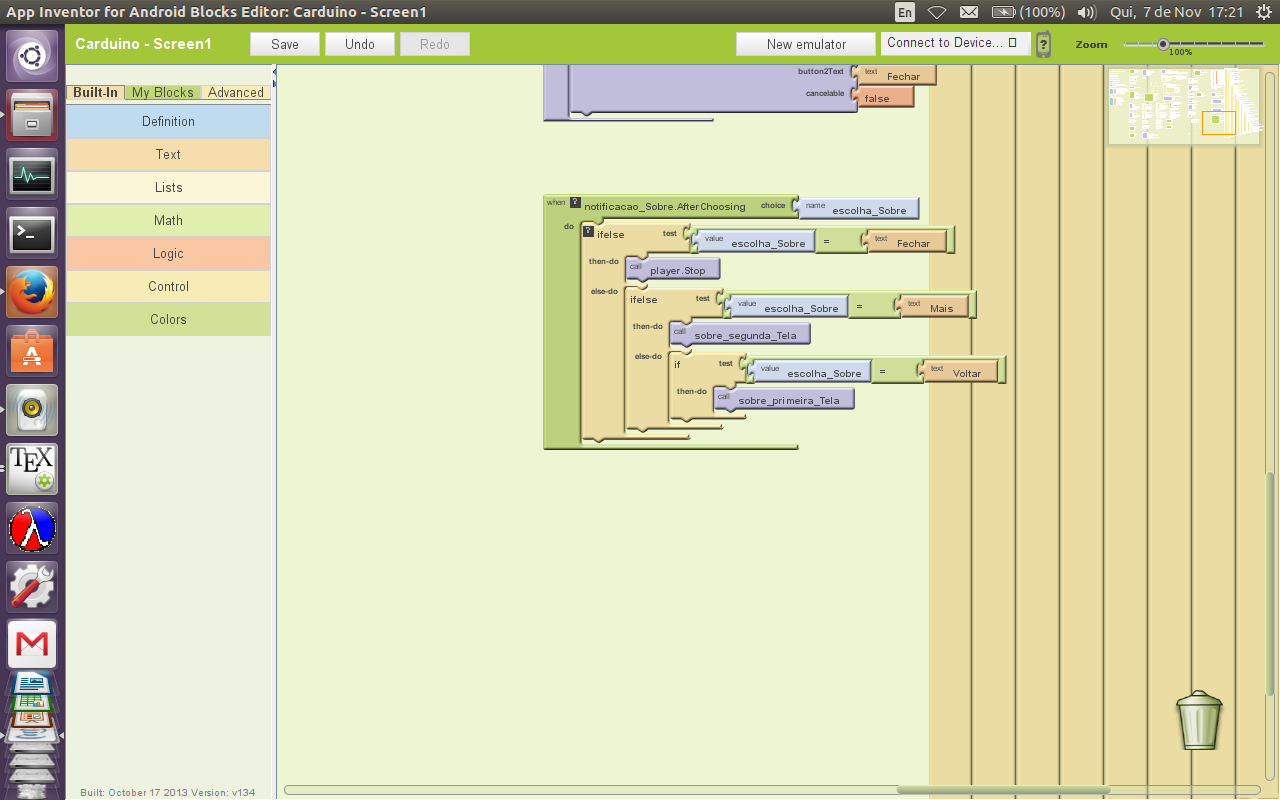 App Inventor for Android Blocks Editor: Carduino - Screen1
En
(100%)
Qui, 7 de Nov 17:21
Carduino - Screen1
Save
Undo
Redo
New emulator
Connect to Device...
?
Zoom
100%
Built-In
My Blocks
Advanced
Definition
Text
Lists
Math
Logic
Control
Colors
button2Text text Fechar
cancelable false
when ? notificacao_Sobre.AfterChoosing choice name escolha_Sobre
do ? ifelse test value escolha_Sobre = text Fechar
then-do call player.Stop
else-do ifelse test value escolha_Sobre = text Mais
then-do call sobre_segunda_Tela
else-do if test value escolha_Sobre = text Voltar
then-do call sobre_primeira_Tela
TEX
Built: October 17 2013 Version: v134